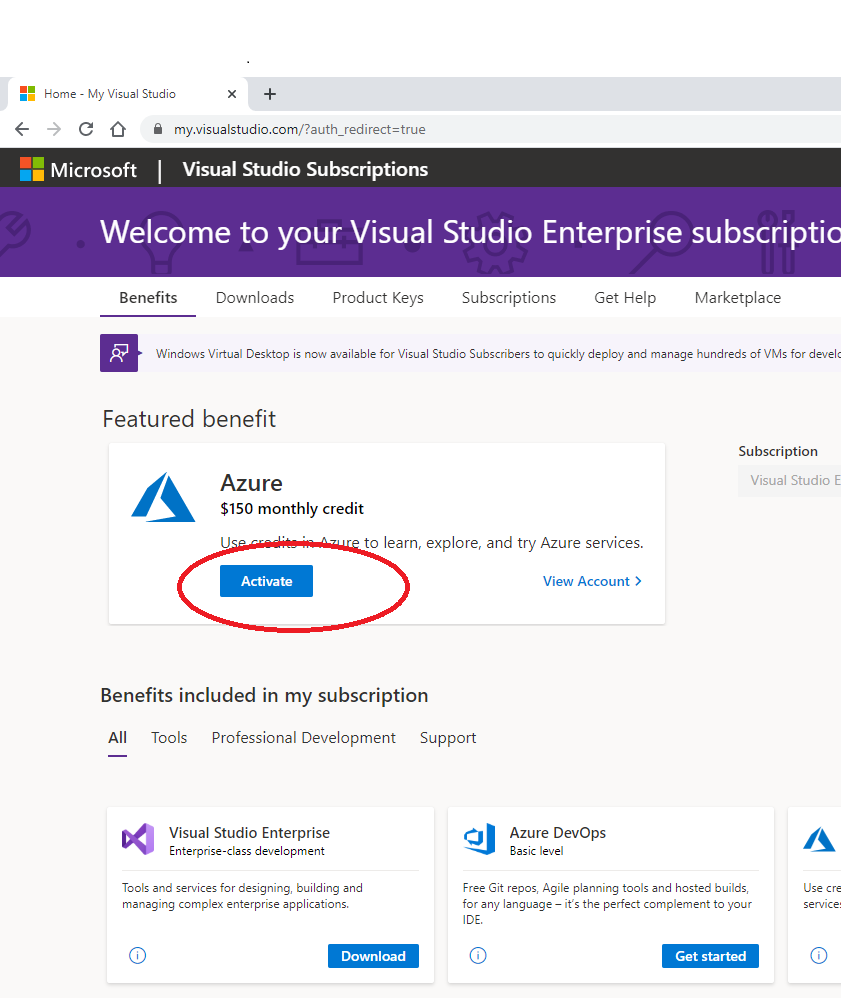 Home - My Visual Studio
my.visualstudio.com/?auth_redirect=true
Microsoft | Visual Studio Subscriptions
Welcome to your Visual Studio Enterprise subscriptio
Benefits Downloads Product Keys Subscriptions Get Help Marketplace
Windows Virtual Desktop is now available for Visual Studio Subscribers to quickly deploy and manage hundreds of VMs for develo
Featured benefit
Azure
$150 monthly credit
Use credits in Azure to learn, explore, and try Azure services.
Activate
View Account
Subscription
Visual Studio E
Benefits included in my subscription
All Tools Professional Development Support
Visual Studio Enterprise
Enterprise-class development
Tools and services for designing, building and
managing complex enterprise applications.
Download
Azure DevOps
Basic level
Free Git repos, Agile planning tools and hosted builds,
for any language – it's the perfect complement to your
IDE.
Get started
Use cre
services